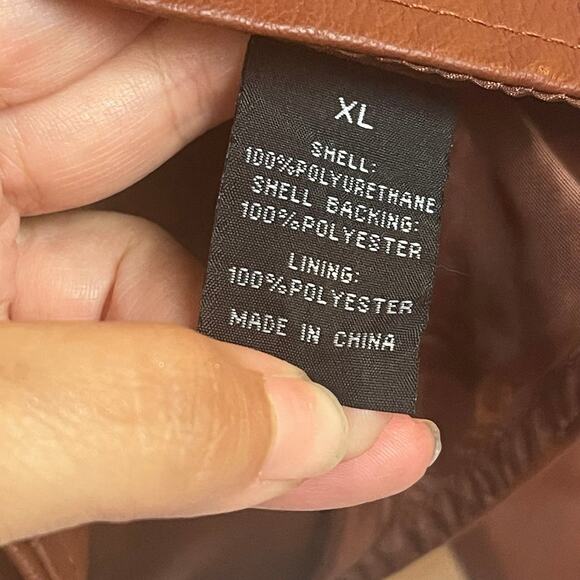 XL
SHELL:
100%POLYURETHANE
SHELL BACKING:
100%POLYESTER
LINING:
100%POLYESTER
MADE IN CHINA